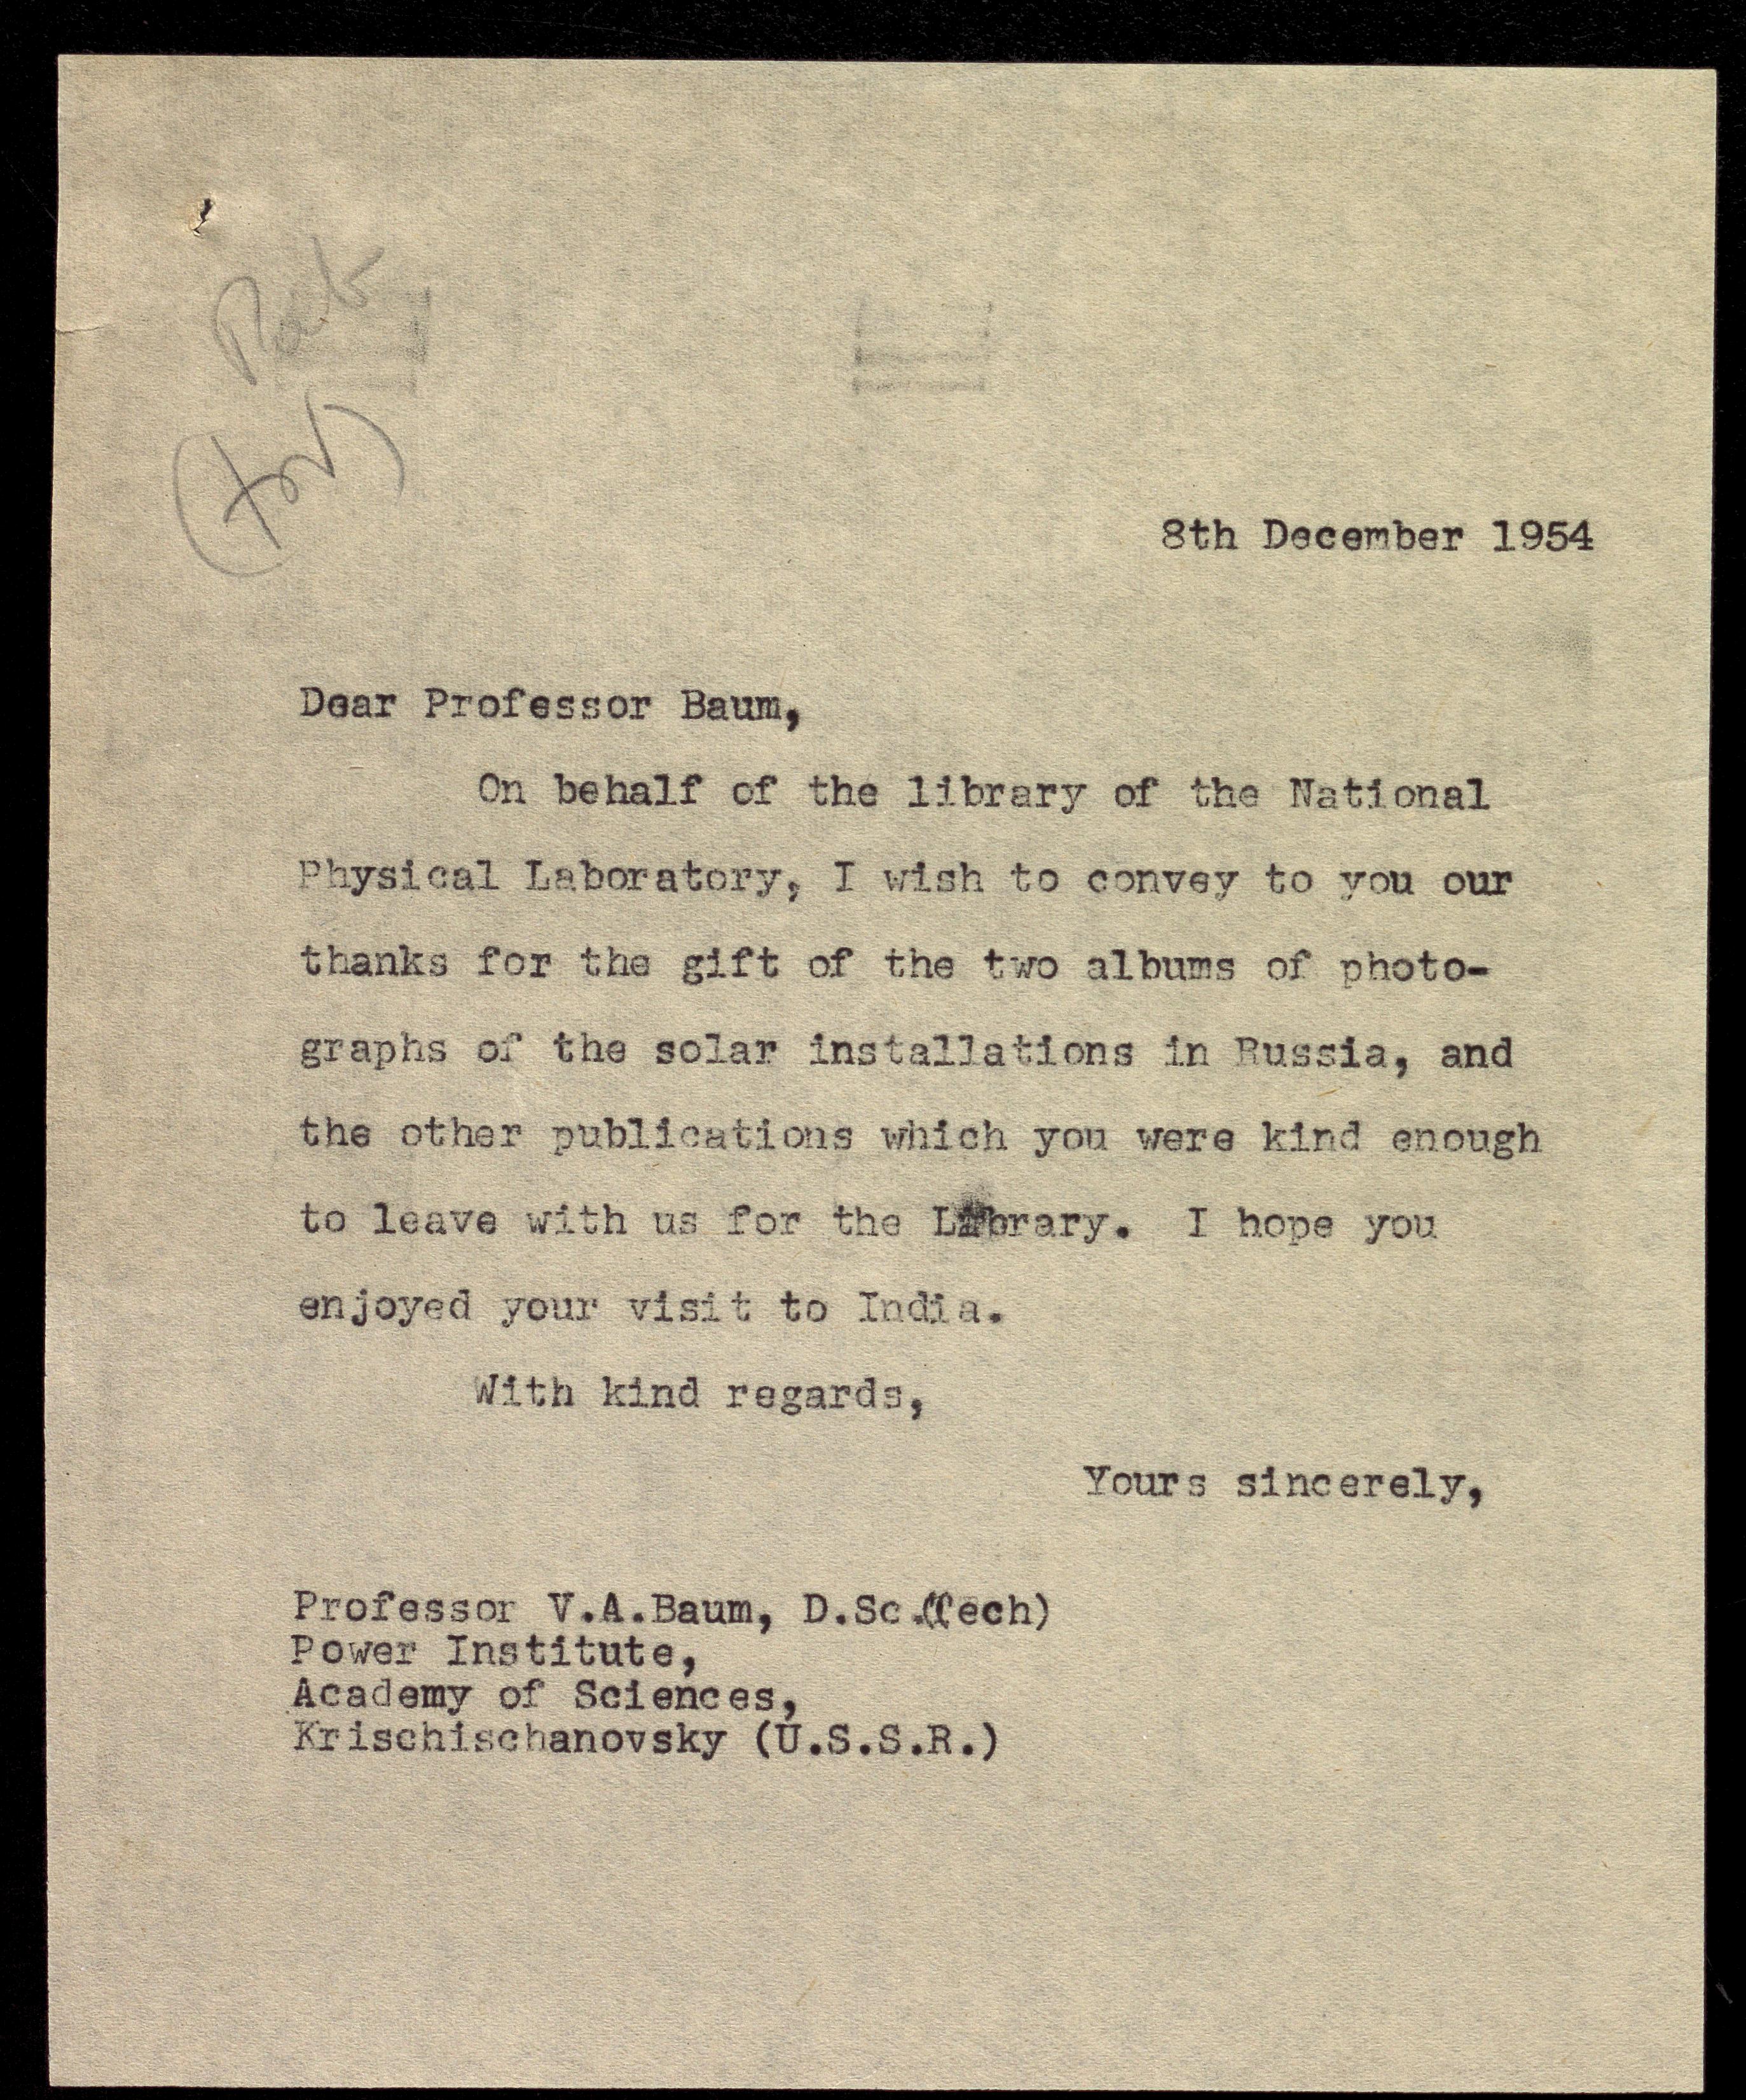 8th December 1954
Dear Professor Baum,
On behalf of the library of the National
Physical Laboratory, I wish to convey to you our
thanks for the gift of the two albums of photo-
graphs of the solar installations in Russia, and
the other publications which you were kind enough
to leave with us for the Library. I hope you
enjoyed your visit to India.
With kind regards,
Yours sincerely,
Professor V.A.Baum, D.Sc.(Tech)
Power Institute,
Academy of Sciences,
Krischischanovsky (U.S.S.R.)